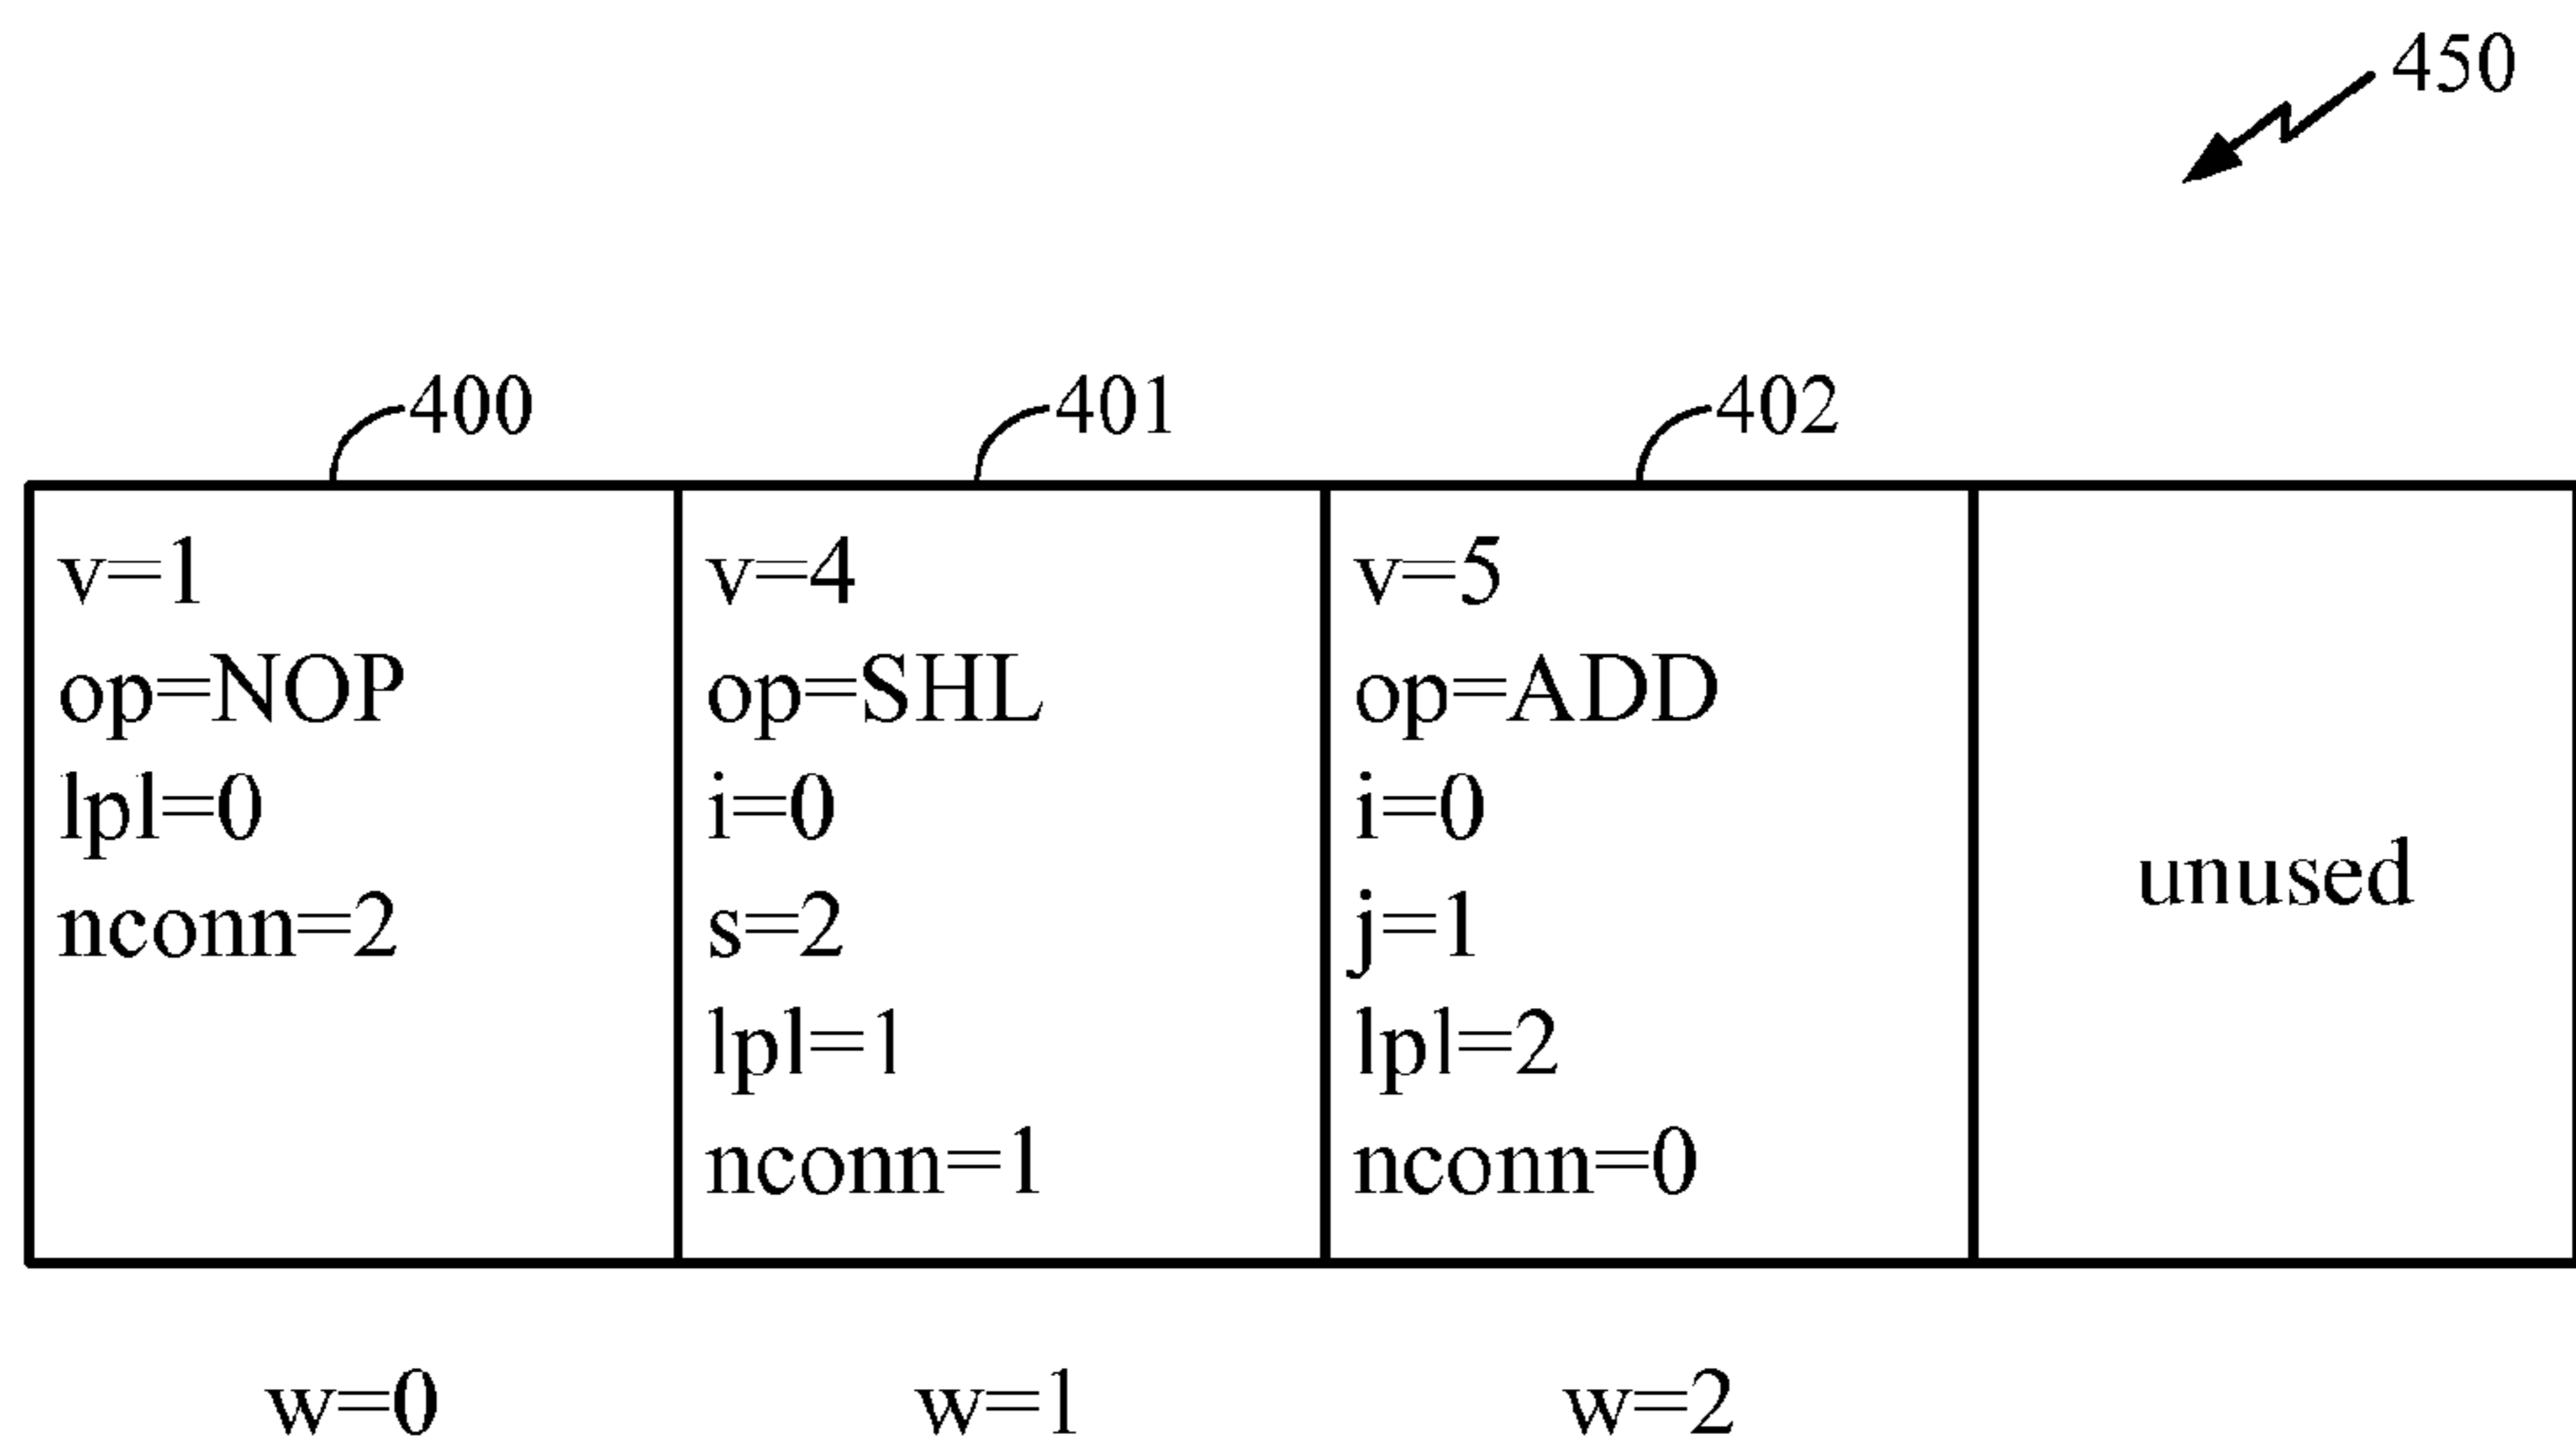 450
400
401
402
v=1
op=NOP
lpl=0
nconn=2
v=4
op=SHL
i=0
s=2
lpl=1
nconn=1
v=5
op=ADD
i=0
j=1
lpl=2
nconn=0
unused
w=0
w=1
w=2